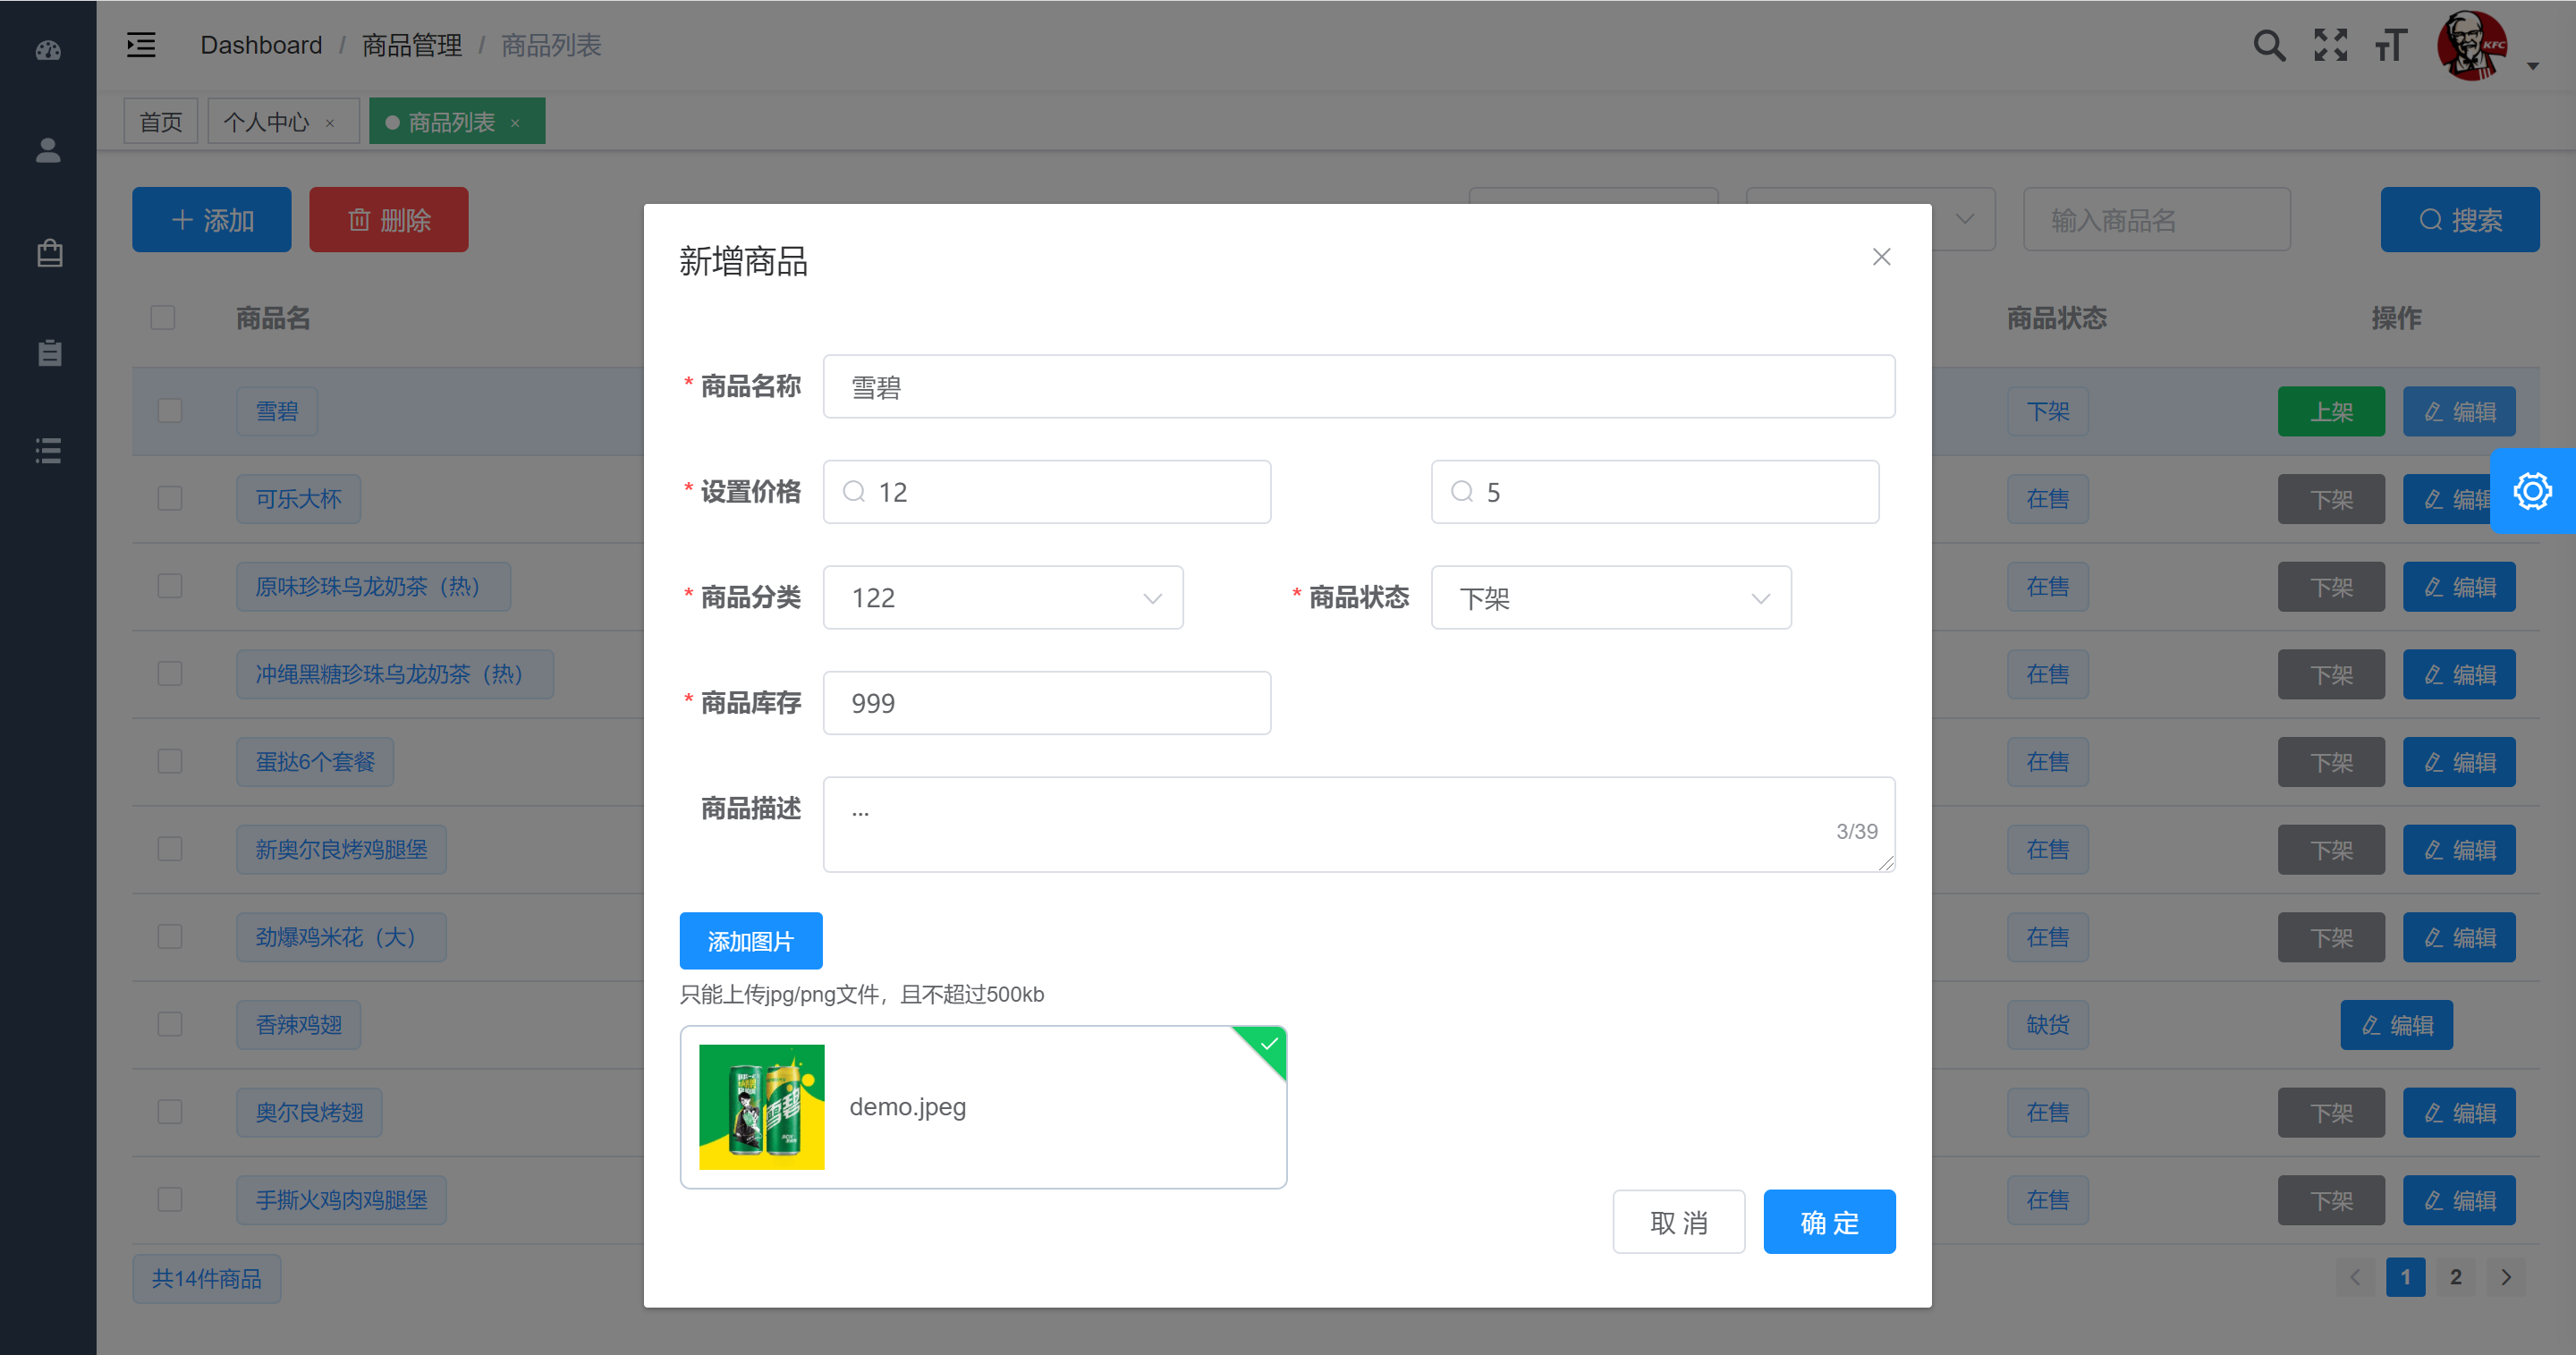 Dashboard / 商品管理 / 商品列表
KFC
首页 个人中心 × 商品列表 ×
添加 删除 输入商品名 搜索
新增商品
商品名 商品状态 操作
* 商品名称 雪碧
雪碧 下架 上架 编辑
* 设置价格 12 5
可乐大杯 在售 下架 编辑
原味珍珠乌龙奶茶（热） 在售 下架 编辑
* 商品分类 122 * 商品状态 下架
冲绳黑糖珍珠乌龙奶茶（热） 在售 下架 编辑
* 商品库存 999
蛋挞6个套餐 在售 下架 编辑
商品描述 ...
3/39
新奥尔良烤鸡腿堡 在售 下架 编辑
劲爆鸡米花（大） 在售 下架 编辑
添加图片
只能上传jpg/png文件，且不超过500kb
香辣鸡翅 缺货 编辑
雪碧
demo.jpeg
奥尔良烤翅 在售 下架 编辑
手撕火鸡肉鸡腿堡 在售 下架 编辑
取 消 确 定
共14件商品 1 2